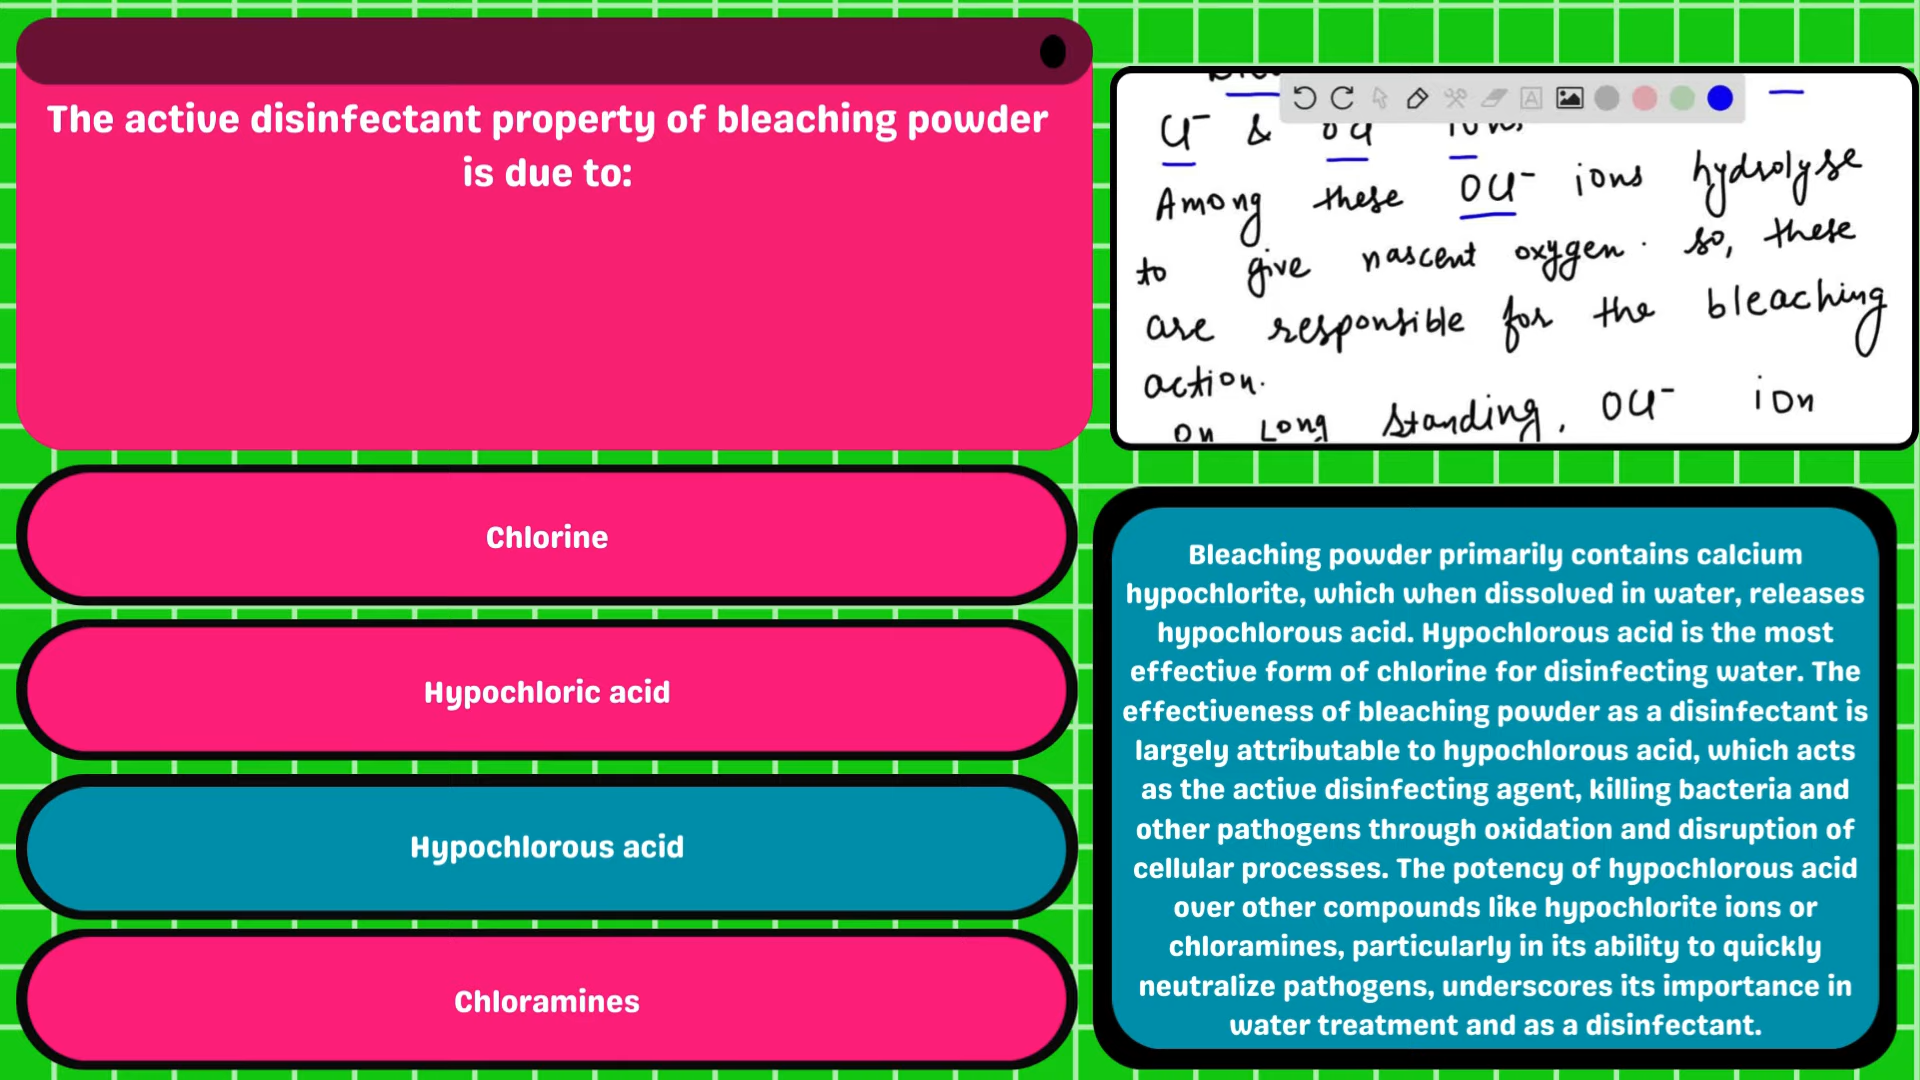 The active disinfectant property of bleaching powder
is due to:
Chlorine
Hypochloric acid
Hypochlorous acid
Chloramines
Cl⁻ &
Among these OCl⁻ ions hydrolyse
to give nascent oxygen. so, these
are responsible for the bleaching
action.
on Long standing, OCl⁻ ion
Bleaching powder primarily contains calcium
hypochlorite, which when dissolved in water, releases
hypochlorous acid. Hypochlorous acid is the most
effective form of chlorine for disinfecting water. The
effectiveness of bleaching powder as a disinfectant is
largely attributable to hypochlorous acid, which acts
as the active disinfecting agent, killing bacteria and
other pathogens through oxidation and disruption of
cellular processes. The potency of hypochlorous acid
over other compounds like hypochlorite ions or
chloramines, particularly in its ability to quickly
neutralize pathogens, underscores its importance in
water treatment and as a disinfectant.